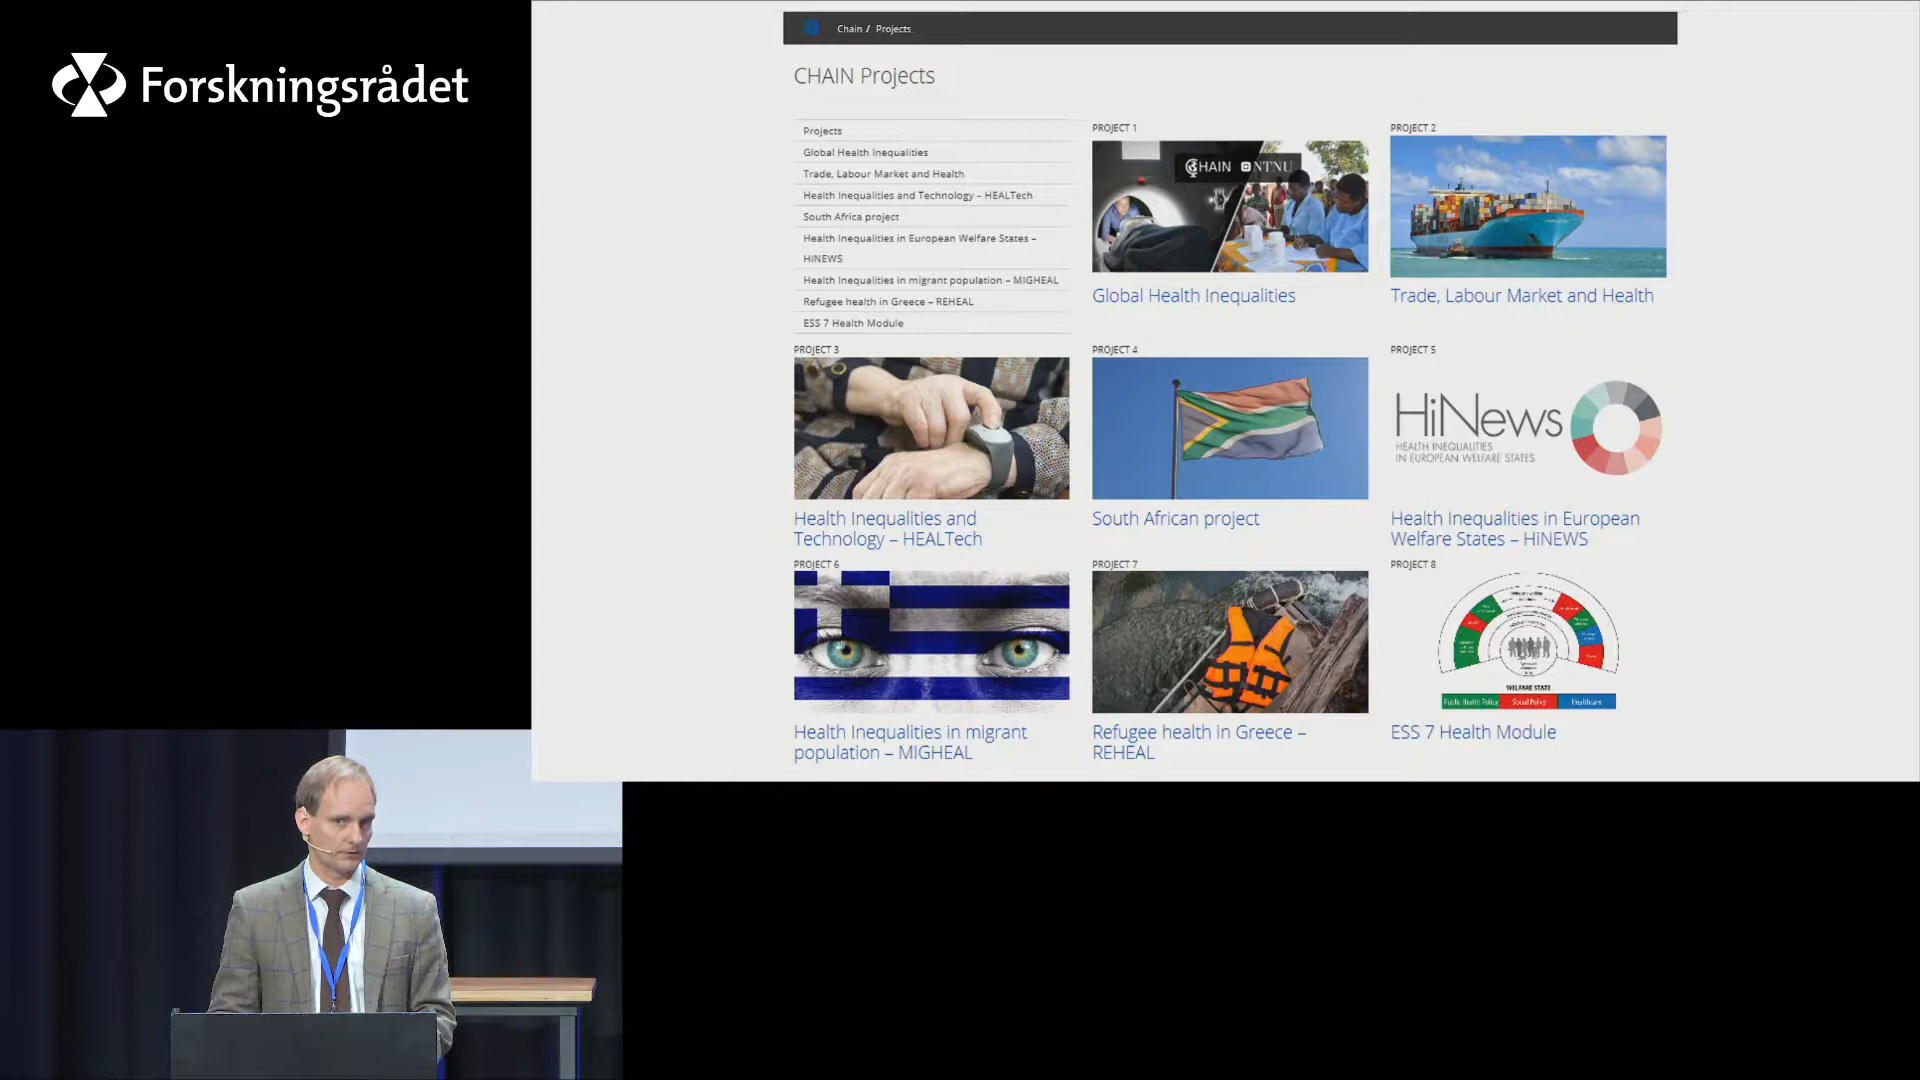 Forskningsrådet
Chain / Projects
CHAIN Projects
Projects
Global Health Inequalities
Trade, Labour Market and Health
Health Inequalities and Technology – HEALTech
South Africa project
Health Inequalities in European Welfare States –
HiNEWS
Health Inequalities in migrant population – MIGHEAL
Refugee health in Greece – REHEAL
ESS 7 Health Module
PROJECT 1
CHAIN NTNU
Global Health Inequalities
PROJECT 2
Trade, Labour Market and Health
PROJECT 3
Health Inequalities and
Technology – HEALTech
PROJECT 4
South African project
PROJECT 5
HiNews
HEALTH INEQUALITIES
IN EUROPEAN WELFARE STATES
Health Inequalities in European
Welfare States – HiNEWS
PROJECT 6
Health Inequalities in migrant
population – MIGHEAL
PROJECT 7
Refugee health in Greece –
REHEAL
PROJECT 8
WELFARE STATE
Public Health Policy Social Policy Healthcare
ESS 7 Health Module